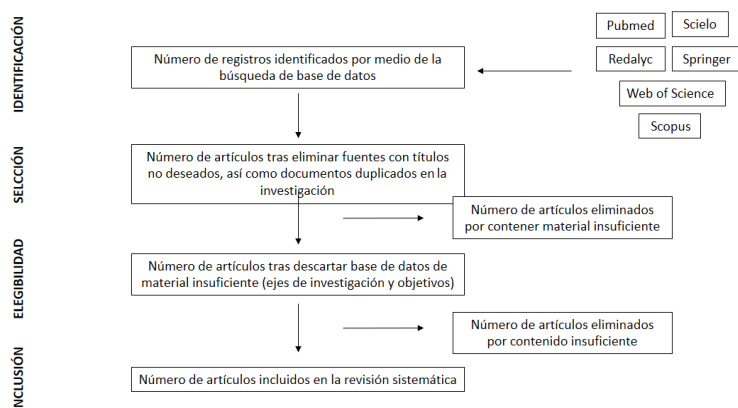 IDENTIFICACIÓN
Pubmed
Scielo
Redalyc
Springer
Web of Science
Scopus
Número de registros identificados por medio de la
búsqueda de base de datos
SELCCIÓN
Número de artículos tras eliminar fuentes con títulos
no deseados, así como documentos duplicados en la
investigación
Número de artículos eliminados
por contener material insuficiente
ELEGIBILIDAD
Número de artículos tras descartar base de datos de
material insuficiente (ejes de investigación y objetivos)
Número de artículos eliminados
por contenido insuficiente
NCLUSIÓN
Número de artículos incluidos en la revisión sistemática